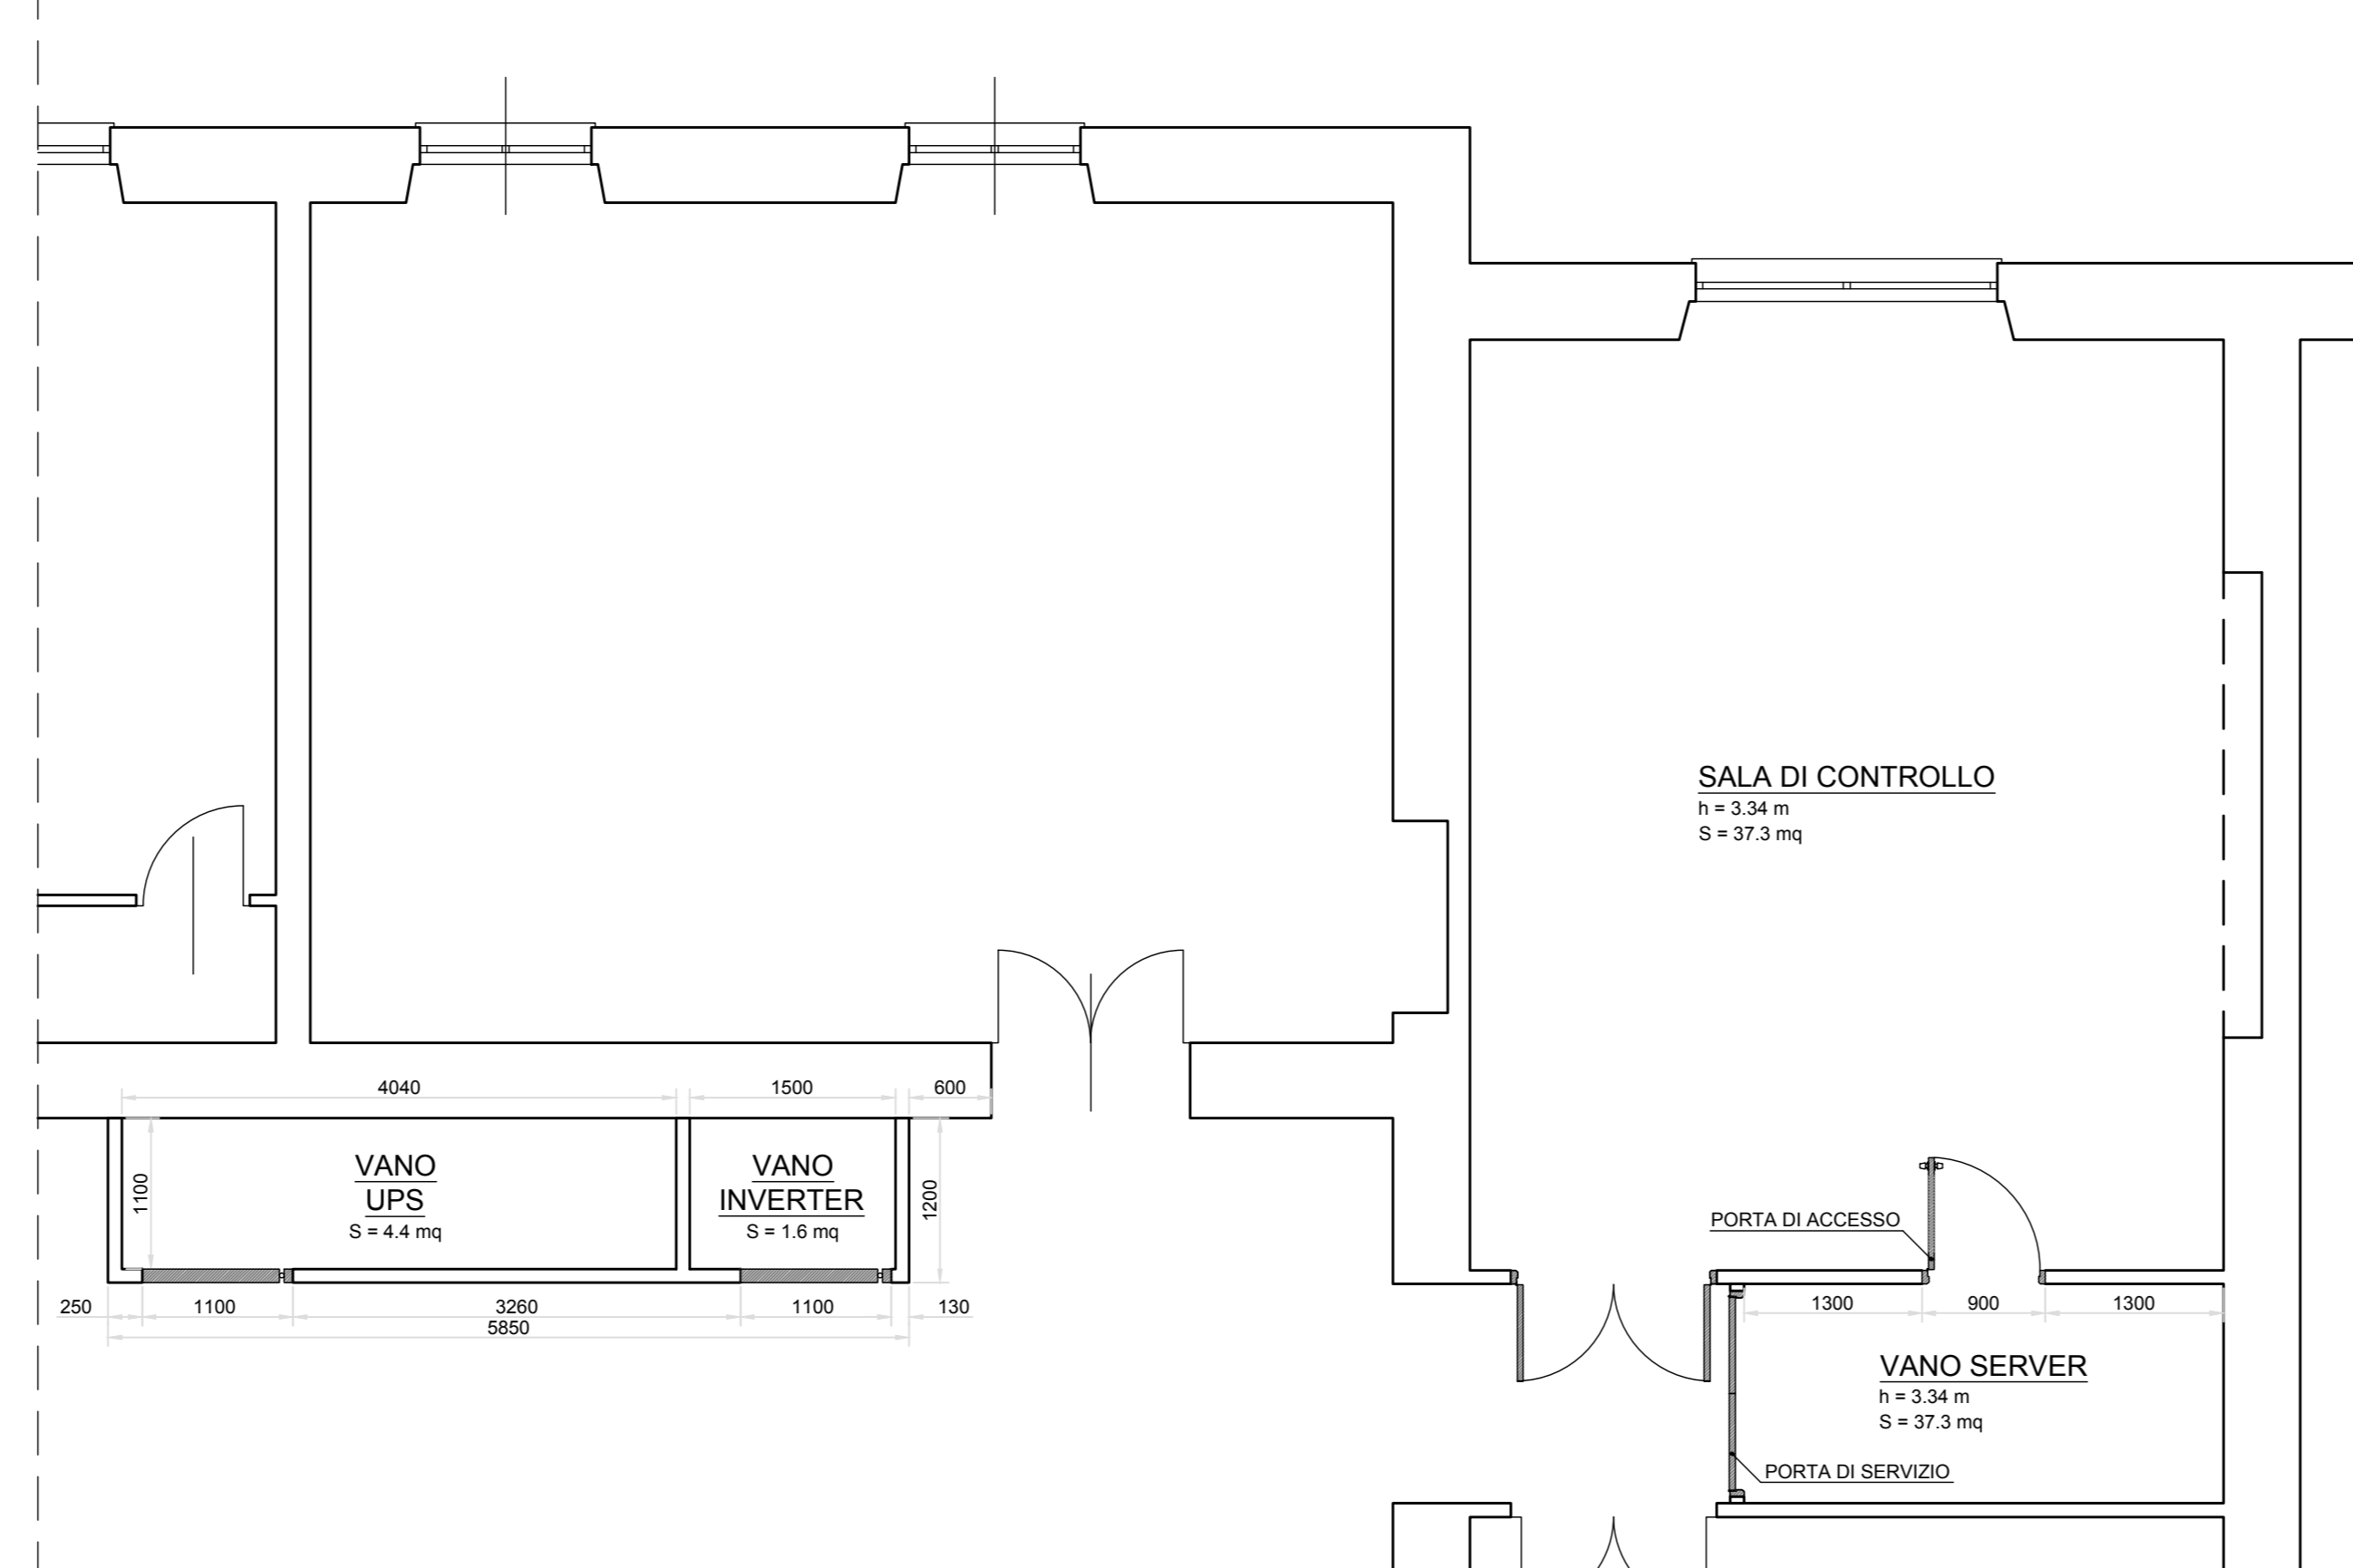 SALA DI CONTROLLO
h = 3.34 m
S = 37.3 mq
4040
1500
600
1100
VANO
UPS
S = 4.4 mq
VANO
INVERTER
S = 1.6 mq
1200
250
1100
3260
1100
130
5850
PORTA DI ACCESSO
1300
900
1300
VANO SERVER
h = 3.34 m
S = 37.3 mq
PORTA DI SERVIZIO